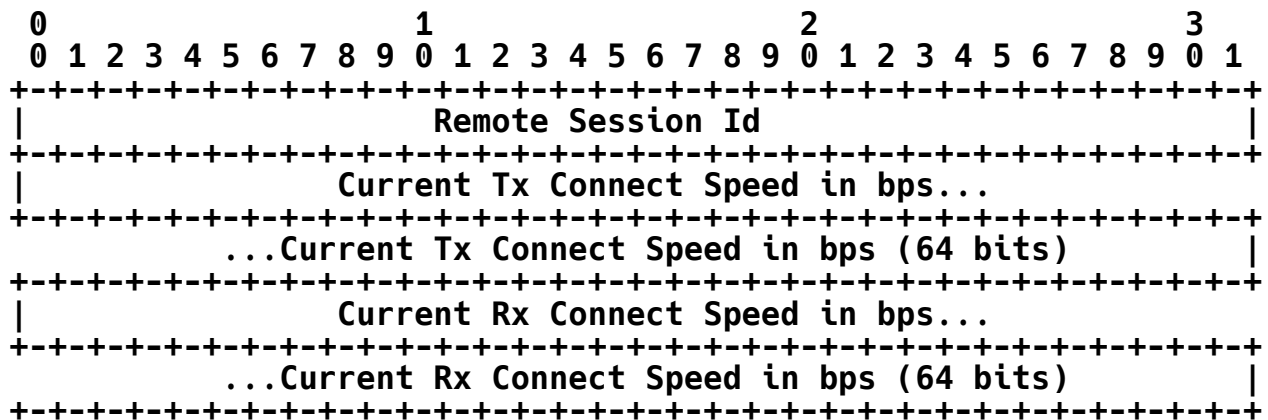 0                   1                   2                   3
 0 1 2 3 4 5 6 7 8 9 0 1 2 3 4 5 6 7 8 9 0 1 2 3 4 5 6 7 8 9 0 1
+-+-+-+-+-+-+-+-+-+-+-+-+-+-+-+-+-+-+-+-+-+-+-+-+-+-+-+-+-+-+-+-+
|                     Remote Session Id                         |
+-+-+-+-+-+-+-+-+-+-+-+-+-+-+-+-+-+-+-+-+-+-+-+-+-+-+-+-+-+-+-+-+
|                Current Tx Connect Speed in bps...
+-+-+-+-+-+-+-+-+-+-+-+-+-+-+-+-+-+-+-+-+-+-+-+-+-+-+-+-+-+-+-+-+
           ...Current Tx Connect Speed in bps (64 bits)         |
+-+-+-+-+-+-+-+-+-+-+-+-+-+-+-+-+-+-+-+-+-+-+-+-+-+-+-+-+-+-+-+-+
|                Current Rx Connect Speed in bps...
+-+-+-+-+-+-+-+-+-+-+-+-+-+-+-+-+-+-+-+-+-+-+-+-+-+-+-+-+-+-+-+-+
           ...Current Rx Connect Speed in bps (64 bits)         |
+-+-+-+-+-+-+-+-+-+-+-+-+-+-+-+-+-+-+-+-+-+-+-+-+-+-+-+-+-+-+-+-+